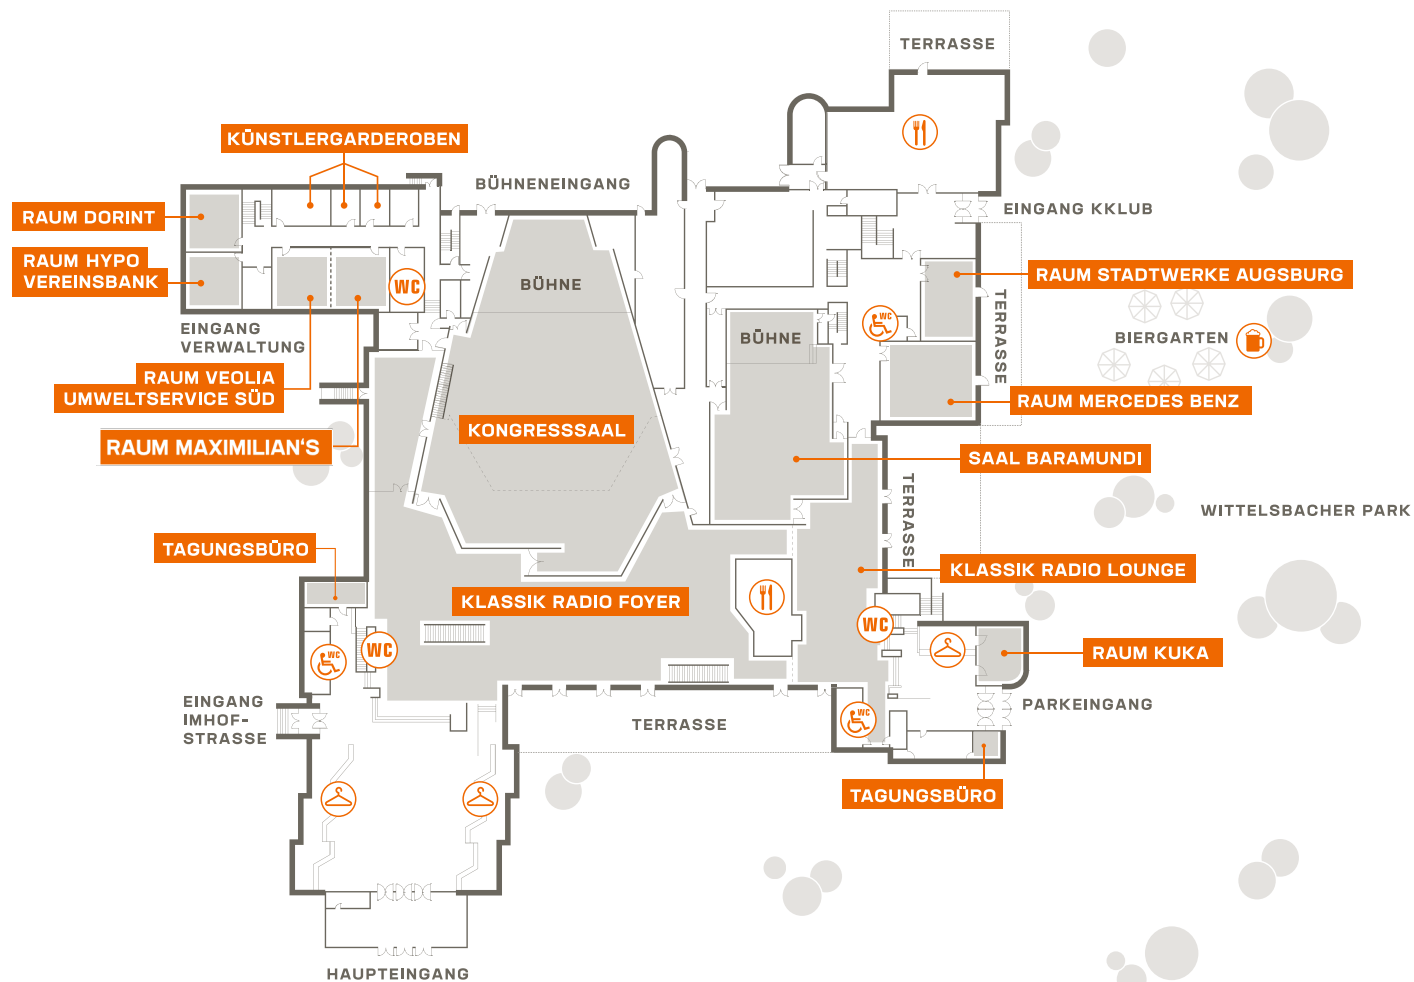 TERRASSE
KÜNSTLERGARDEROBEN
BÜHNENEINGANG
RAUM DORINT
EINGANG KKLUB
RAUM HYPO
VEREINSBANK
RAUM STADTWERKE AUGSBURG
WC
BÜHNE
TERRASSE
EINGANG
VERWALTUNG
WC
BÜHNE
BIERGARTEN
RAUM VEOLIA
UMWELTSERVICE SÜD
RAUM MERCEDES BENZ
RAUM MAXIMILIAN'S
KONGRESSSAAL
SAAL BARAMUNDI
TERRASSE
WITTELSBACHER PARK
TAGUNGSBÜRO
KLASSIK RADIO LOUNGE
KLASSIK RADIO FOYER
WC
WC
WC
RAUM KUKA
EINGANG
IMHOF-
STRASSE
TERRASSE
WC
PARKEINGANG
TAGUNGSBÜRO
HAUPTEINGANG